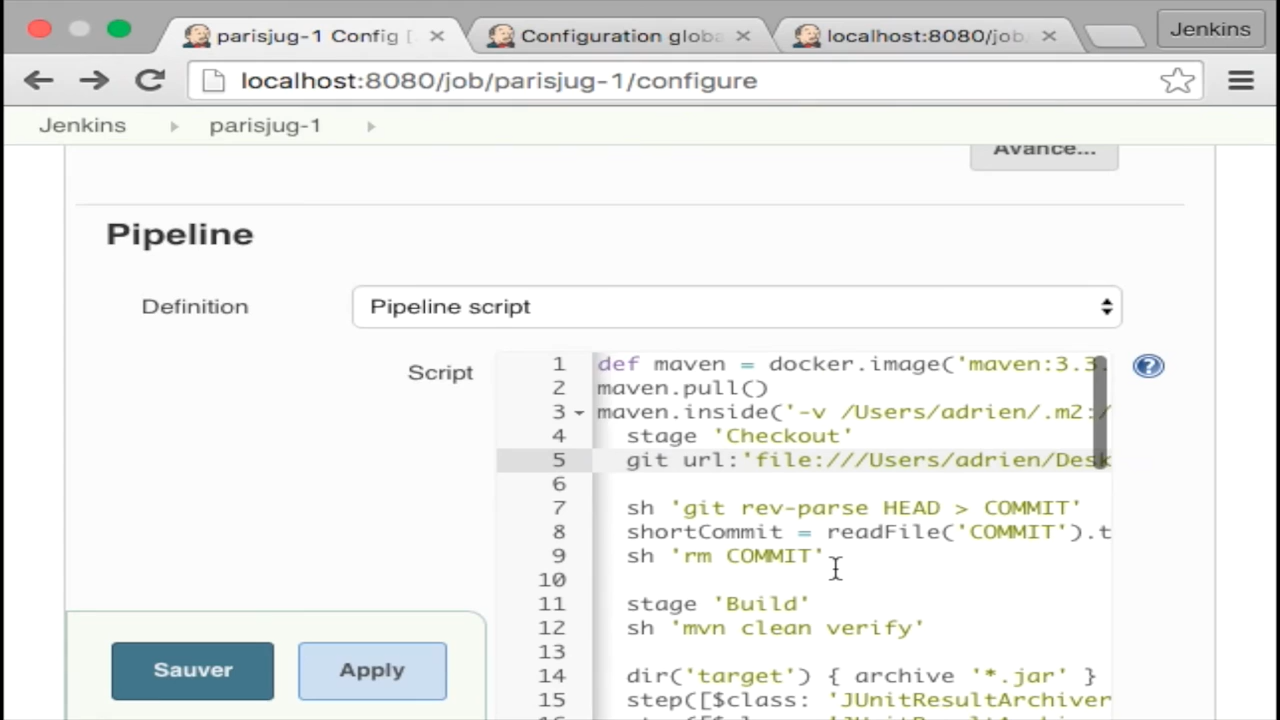 parisjug-1 Config [
Configuration globa
localhost:8080/job,
Jenkins
localhost:8080/job/parisjug-1/configure
Jenkins
parisjug-1
Avance...
Pipeline
Definition
Pipeline script
Script
1 def maven = docker.image('maven:3.3.
2 maven.pull()
3 maven.inside('-v /Users/adrien/.m2:/
4 stage 'Checkout'
5 git url:'file:///Users/adrien/Desk
6
7 sh 'git rev-parse HEAD > COMMIT'
8 shortCommit = readFile('COMMIT').t
9 sh 'rm COMMIT'
10
11 stage 'Build'
12 sh 'mvn clean verify'
13
14 dir('target') { archive '*.jar' }
15 step([$class: 'JUnitResultArchiver
Sauver
Apply